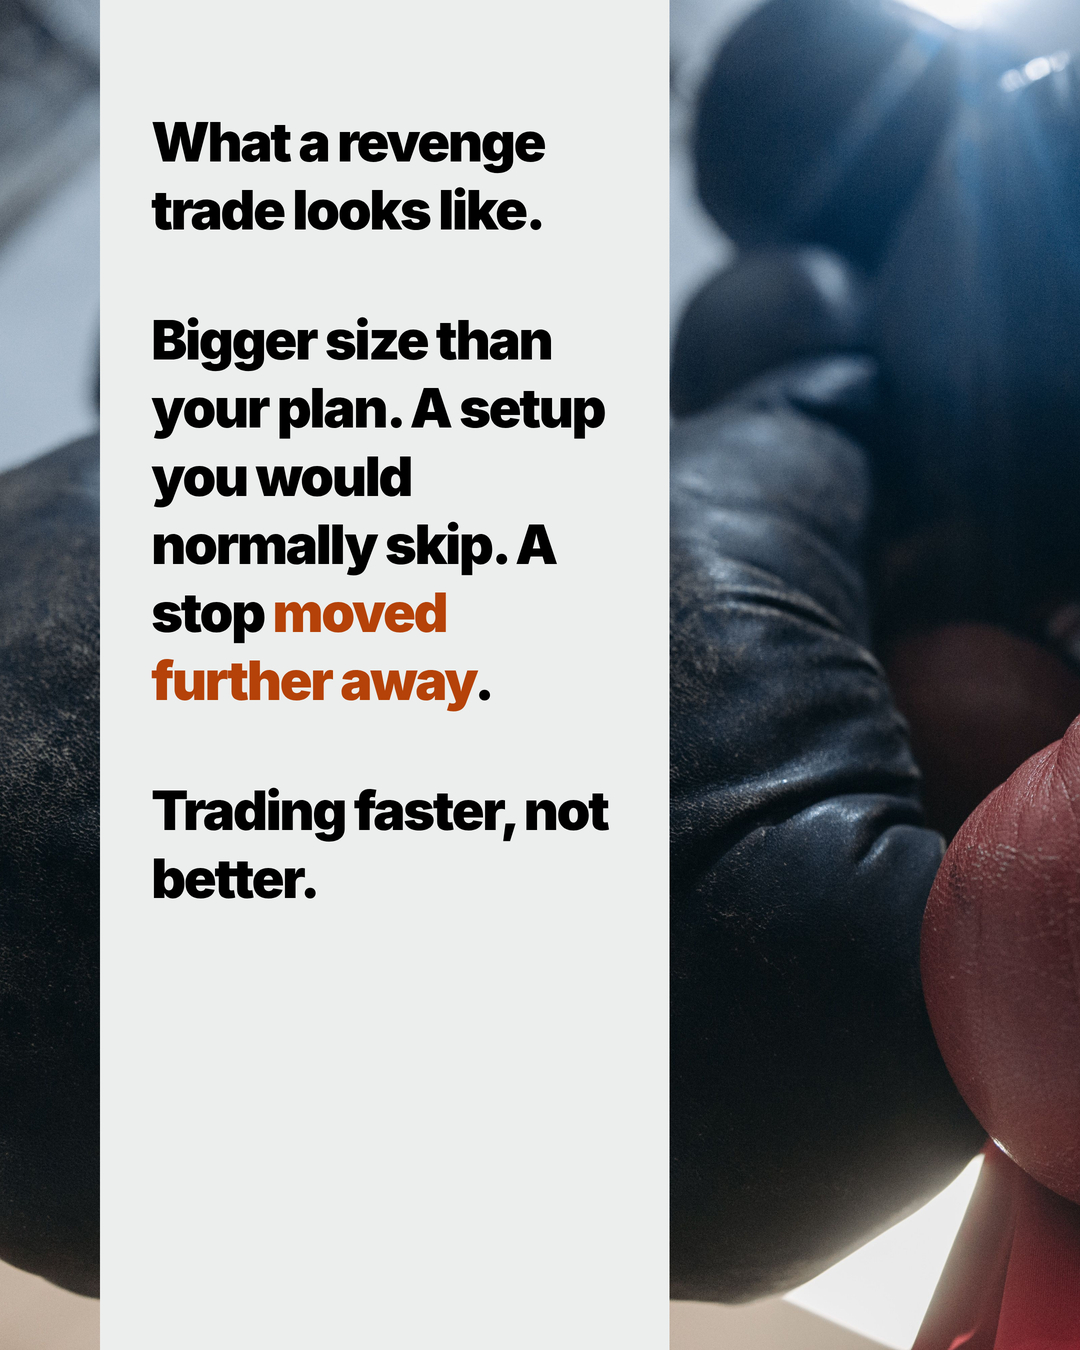 What a revenge
trade looks like.
Bigger size than
your plan. A setup
you would
normally skip. A
stop moved
further away.
Trading faster, not
better.